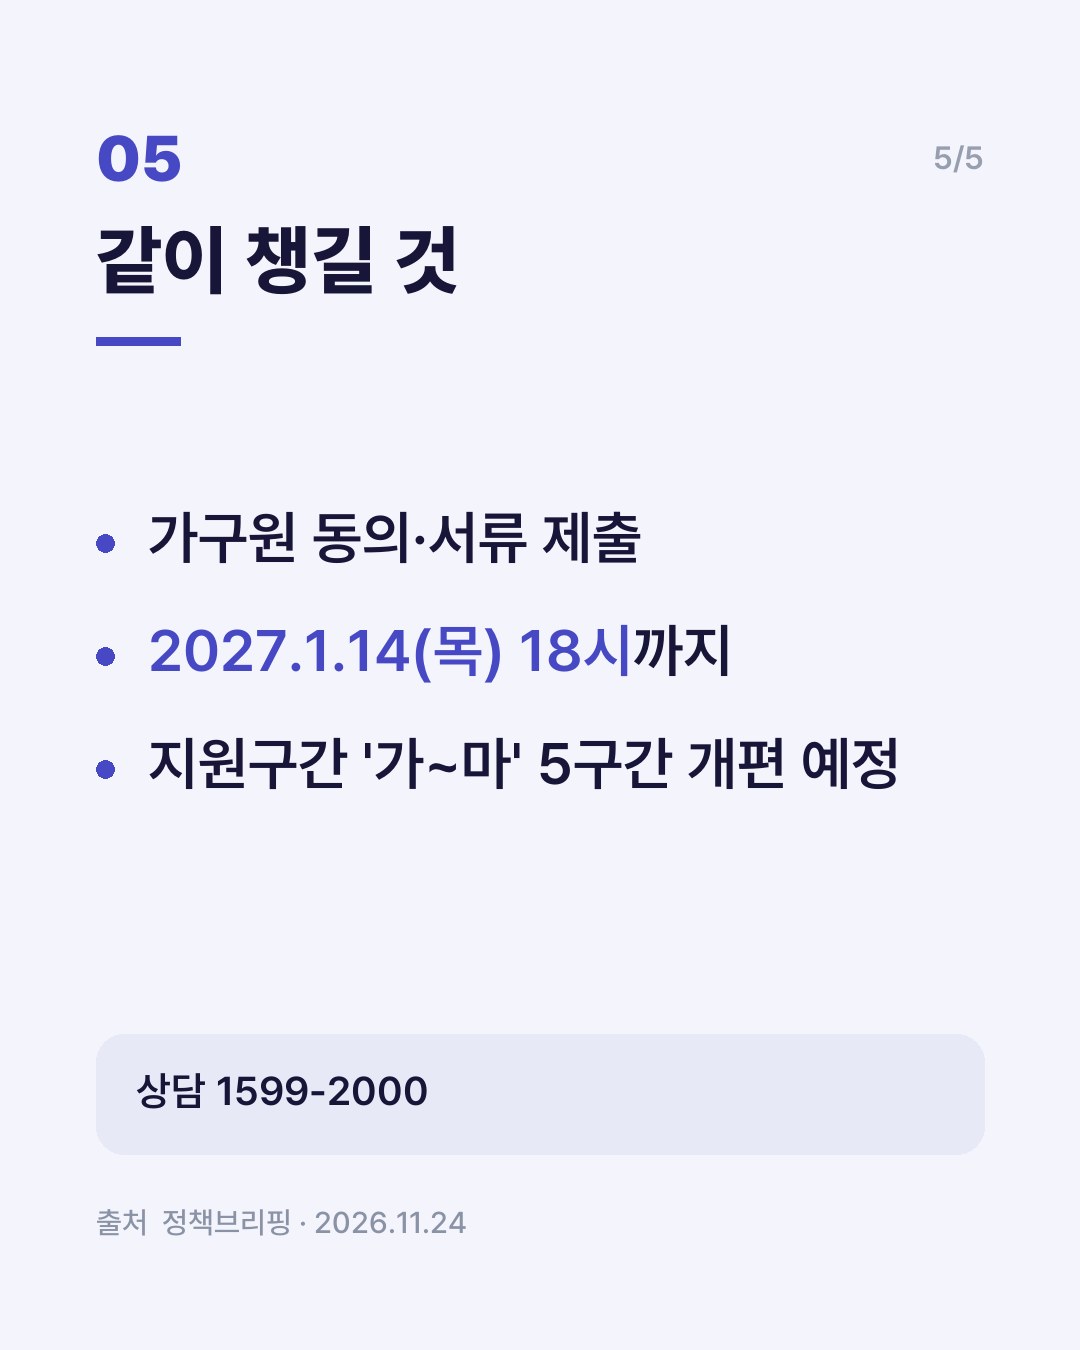 05
5/5
같이 챙길 것
가구원 동의·서류 제출
2027.1.14(목) 18시까지
지원구간 '가~마' 5구간 개편 예정
상담 1599-2000
출처 정책브리핑 · 2026.11.24